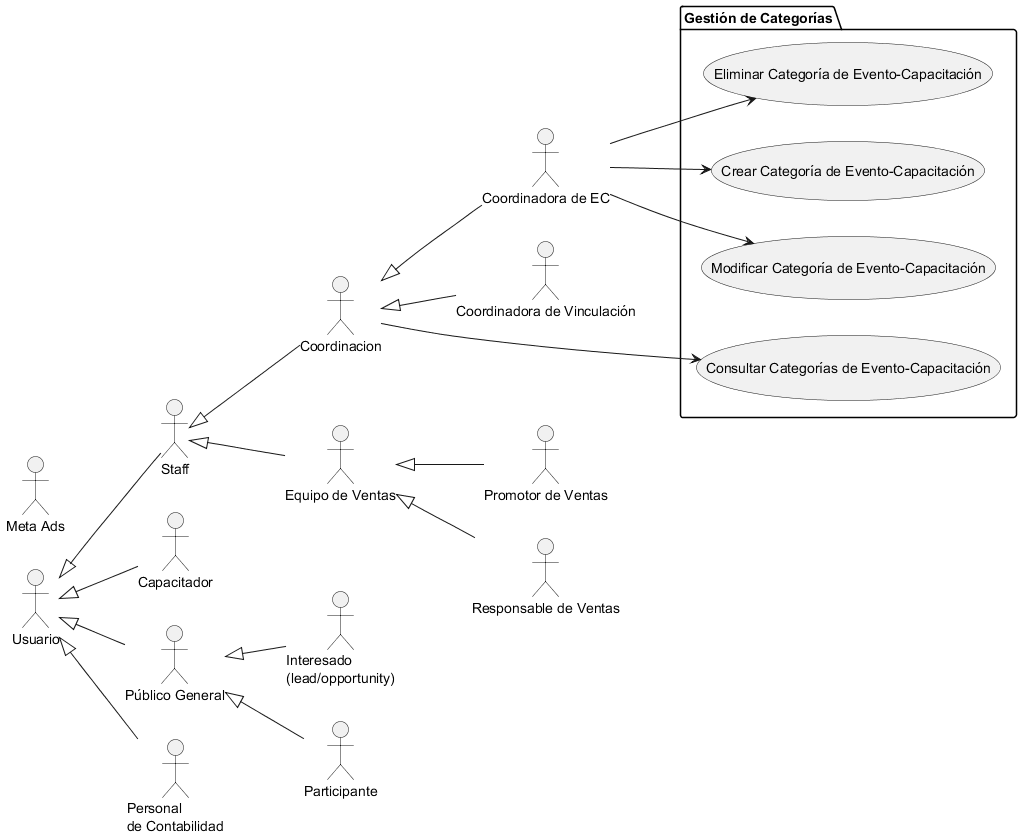 Gestión de Categorías
Eliminar Categoría de Evento-Capacitación
Crear Categoría de Evento-Capacitación
Coordinadora de EC
Modificar Categoría de Evento-Capacitación
Coordinadora de Vinculación
Coordinacion
Consultar Categorías de Evento-Capacitación
Staff
Equipo de Ventas
Promotor de Ventas
Meta Ads
Capacitador
Responsable de Ventas
Usuario
Interesado
(lead/opportunity)
Público General
Participante
Personal
de Contabilidad